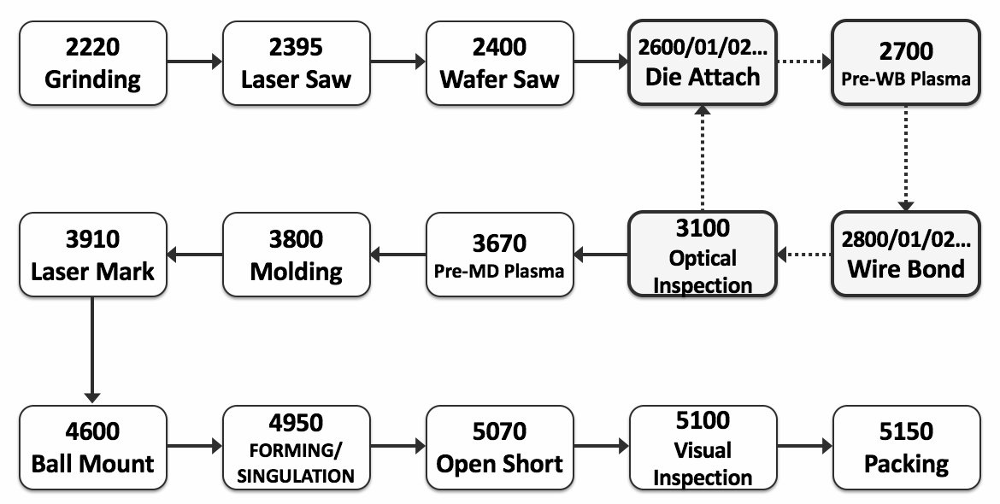 2220
Grinding
2395
Laser Saw
2400
Wafer Saw
2600/01/02...
Die Attach
2700
Pre-WB Plasma
3910
Laser Mark
3800
Molding
3670
Pre-MD Plasma
3100
Optical
Inspection
2800/01/02...
Wire Bond
4600
Ball Mount
4950
FORMING/
SINGULATION
5070
Open Short
5100
Visual
Inspection
5150
Packing